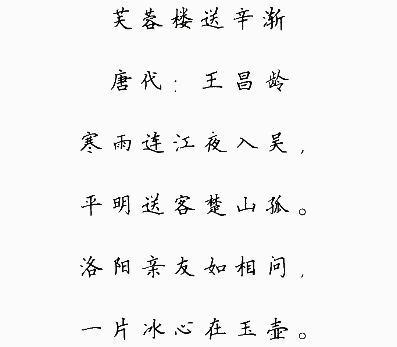 芙蓉楼送辛渐
唐代：王昌龄
寒雨连江夜入吴，
平明送客楚山孤。
洛阳亲友如相问，
一片冰心在玉壶。